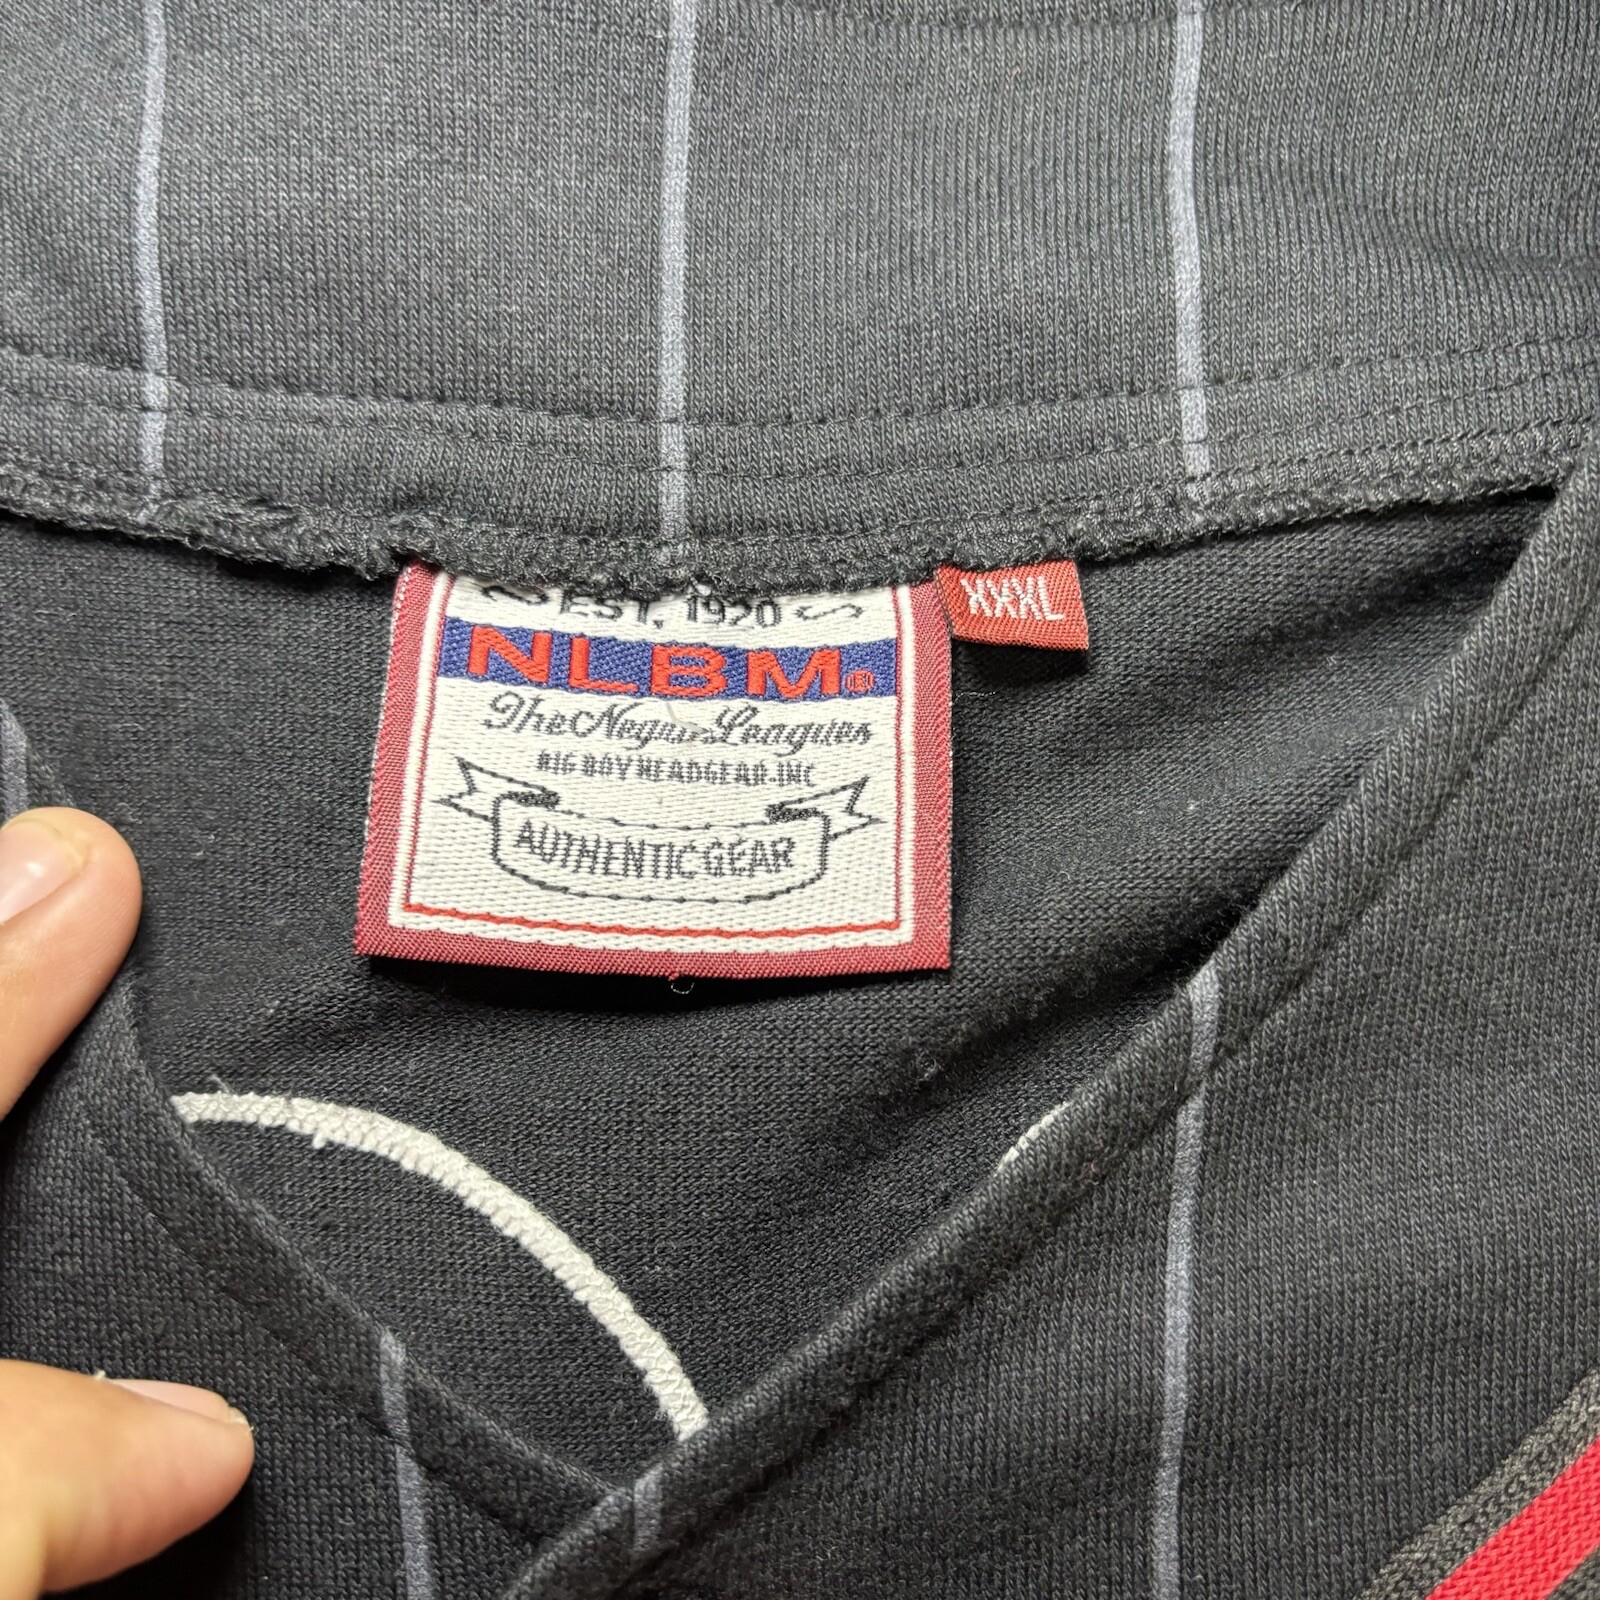 EST. 1920
NLBM®
XXXL
The Negro Leagues
BIG BOY HEADGEAR.INC
AUTHENTIC GEAR